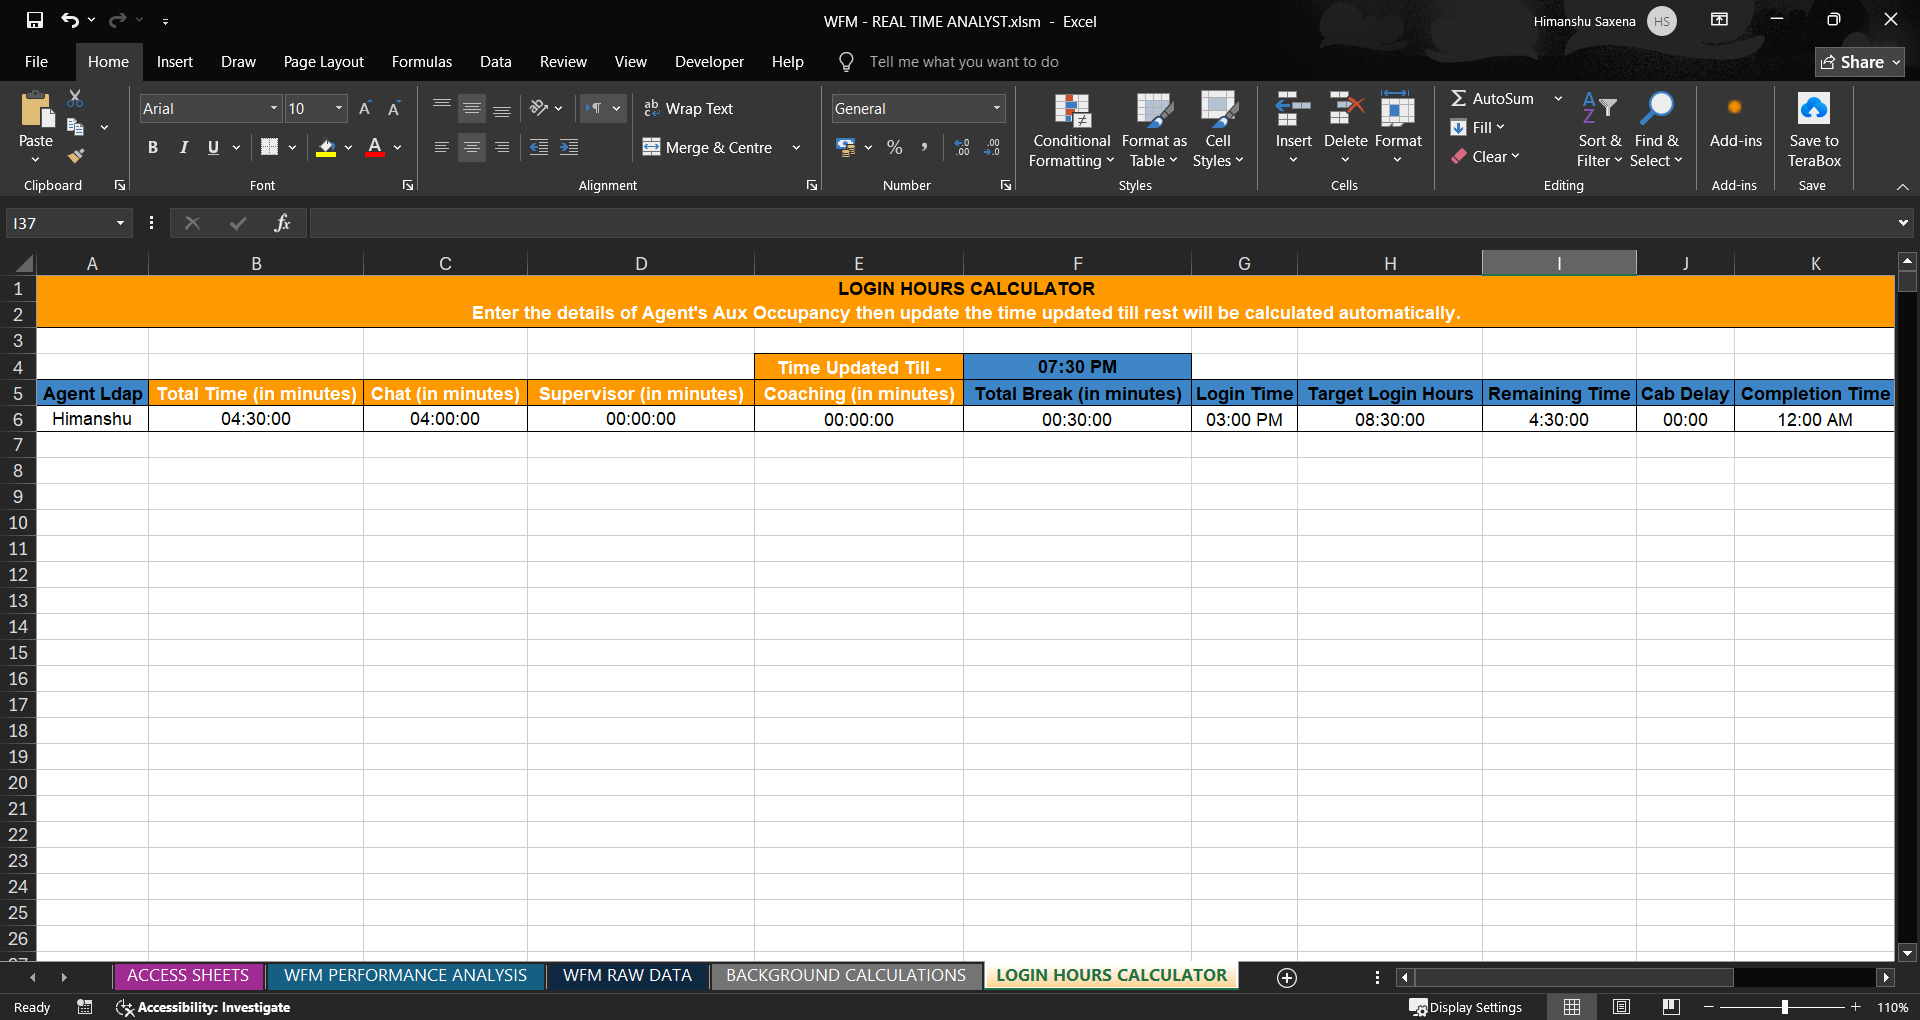 WFM - REAL TIME ANALYST.xlsm - Excel
Himanshu Saxena HS
File Home Insert Draw Page Layout Formulas Data Review View Developer Help Tell me what you want to do
Share
Paste
Clipboard
Arial 10
B I U
Font
Wrap Text
Merge & Centre
Alignment
General
Number
Conditional Formatting
Format as Table
Cell Styles
Styles
Insert Delete Format
Cells
AutoSum
Fill
Clear
Sort & Filter
Find & Select
Editing
Add-ins
Add-ins
Save to TeraBox
Save
I37
fx
A B C D E F G H I J K
1 LOGIN HOURS CALCULATOR
2 Enter the details of Agent's Aux Occupancy then update the time updated till rest will be calculated automatically.
3
4 Time Updated Till - 07:30 PM
5 Agent Ldap Total Time (in minutes) Chat (in minutes) Supervisor (in minutes) Coaching (in minutes) Total Break (in minutes) Login Time Target Login Hours Remaining Time Cab Delay Completion Time
6 Himanshu 04:30:00 04:00:00 00:00:00 00:00:00 00:30:00 03:00 PM 08:30:00 4:30:00 00:00 12:00 AM
7
8
9
10
11
12
13
14
15
16
17
18
19
20
21
22
23
24
25
26
ACCESS SHEETS WFM PERFORMANCE ANALYSIS WFM RAW DATA BACKGROUND CALCULATIONS LOGIN HOURS CALCULATOR
Ready Accessibility: Investigate Display Settings 110%